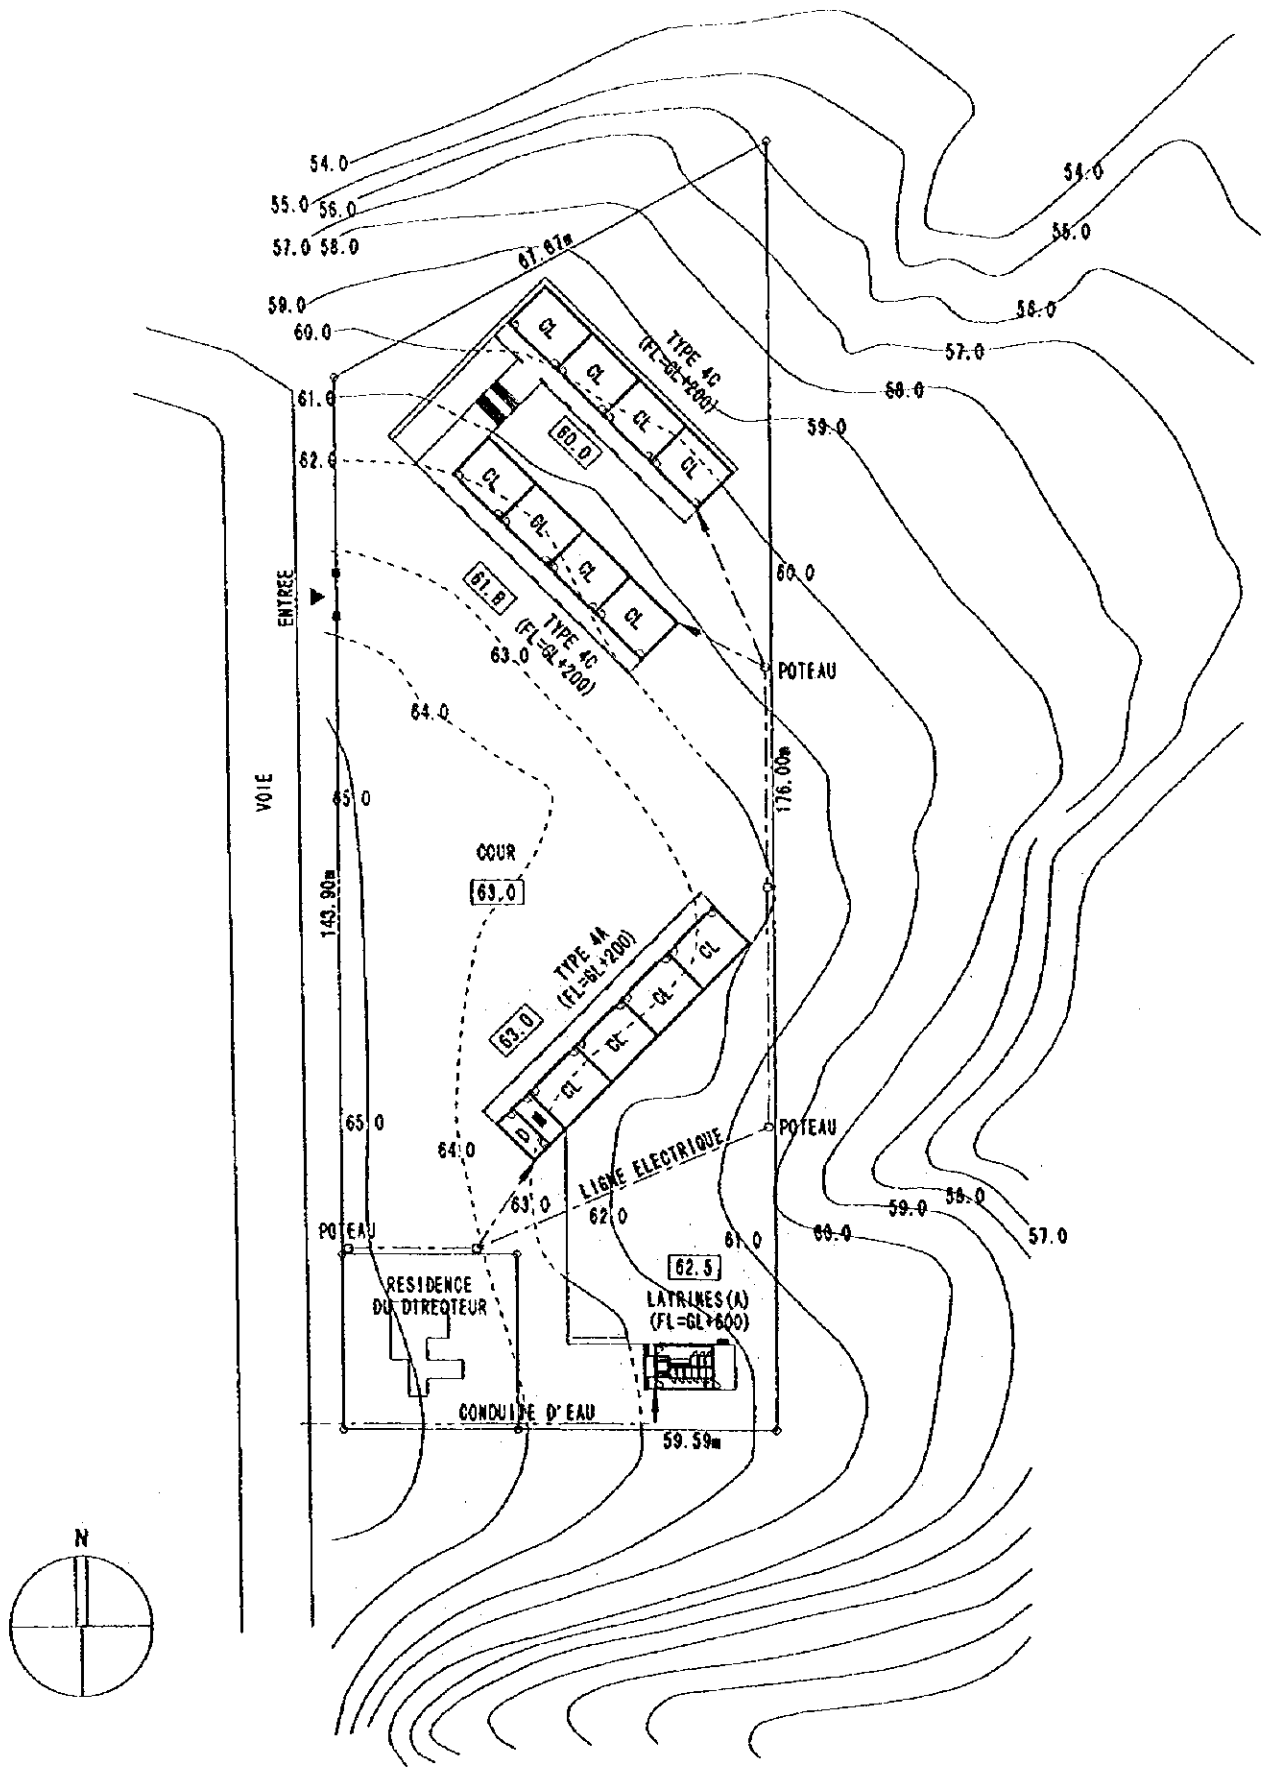 54.0
54.0
55.0
56.0
55.0
57.0
58.0
67.67m
59.0
56.0
60.0
CL
TYPE 4C
(FL=GL+200)
57.0
CL
58.0
61.0
CL
59.0
60.0
62.0
CL
CL
CL
60.0
ENTREE
61.8
CL
TYPE 4C
(FL=GL+200)
CL
63.0
POTEAU
64.0
VOIE
65.0
176.00m
COUR
63.0
143.90m
TYPE 4A
(FL=GL+200)
CL
CL
63.0
CL
CL
65.0
D
M
POTEAU
64.0
LIGNE ELECTRIQUE
63.0
62.0
58.0
59.0
POTEAU
61.0
60.0
57.0
62.5
RESIDENCE
DU DIREQTEUR
LATRINES(A)
(FL=GL+600)
CONDUITE D'EAU
59.59m
N